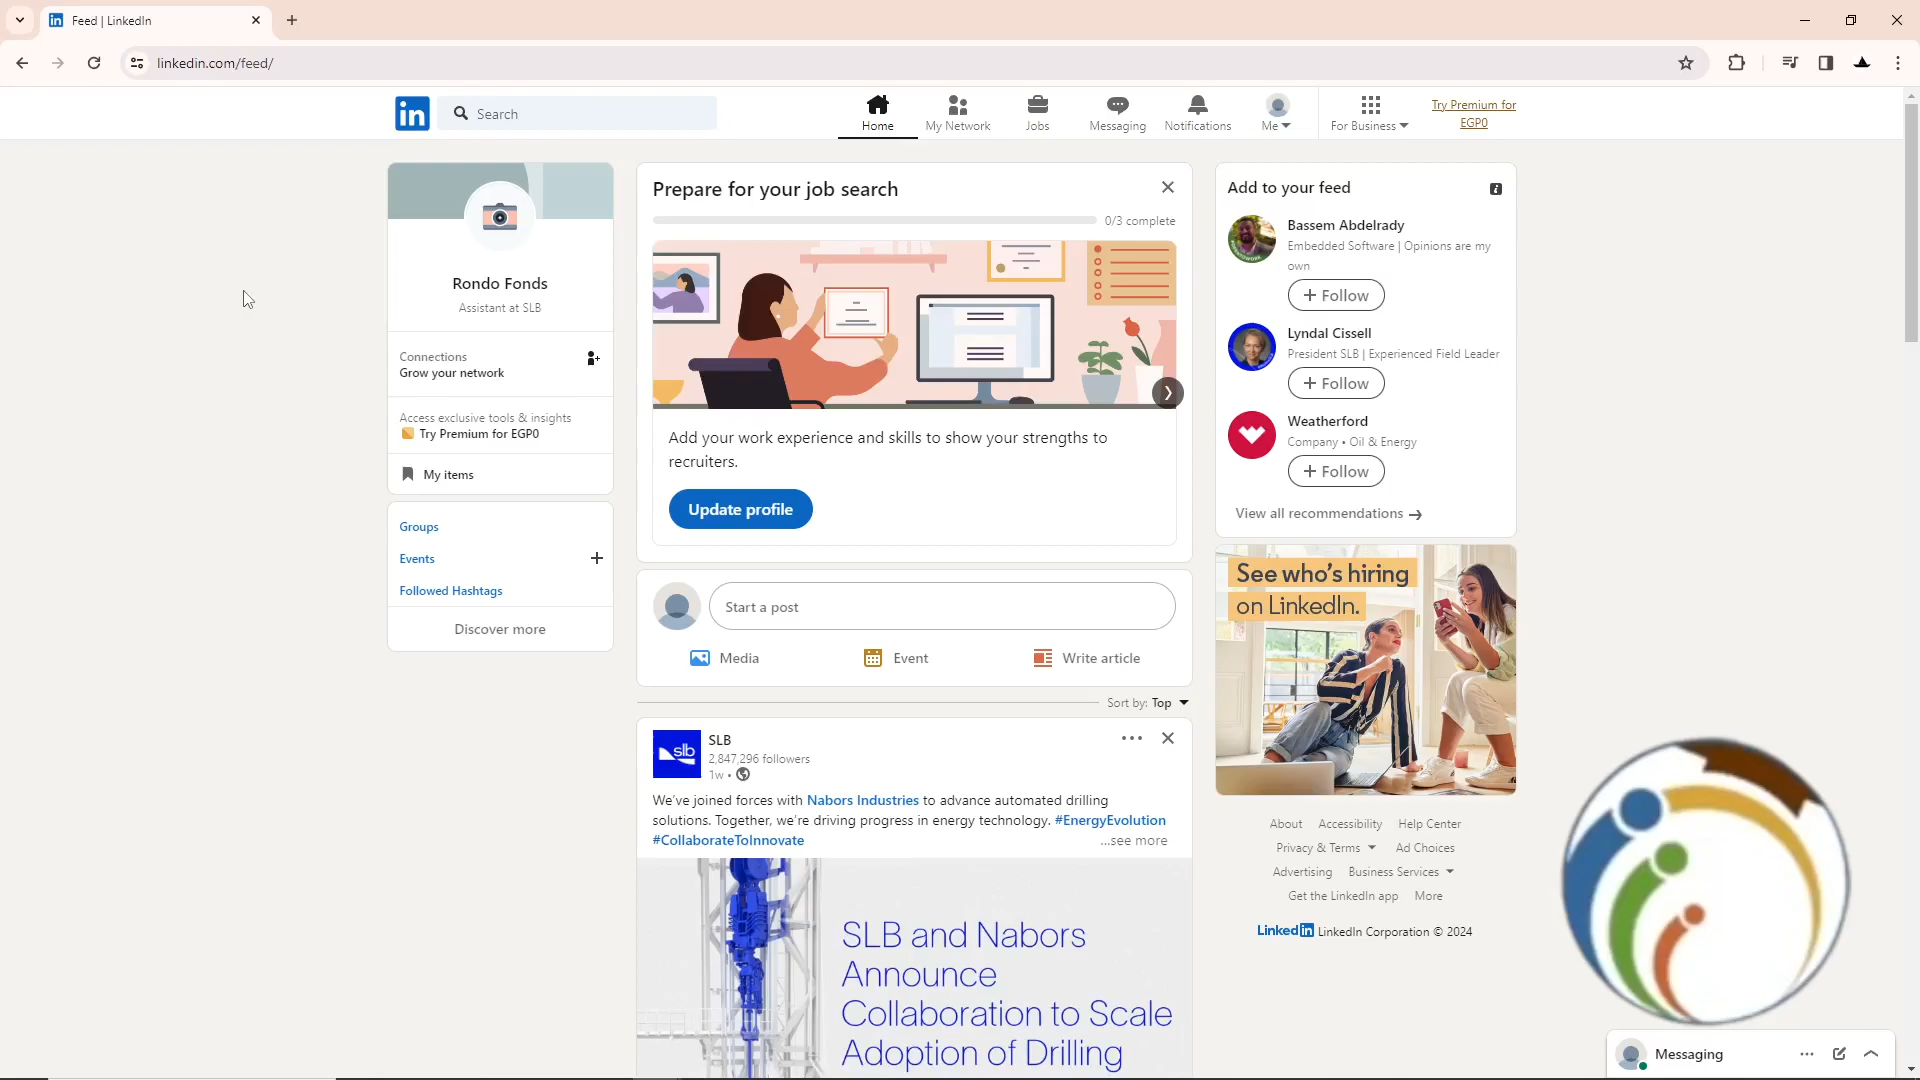 Feed | LinkedIn
linkedin.com/feed/
in
Search
Home
My Network
Jobs
Messaging
Notifications
Me
For Business
Try Premium for
EGP0
Rondo Fonds
Assistant at SLB
Connections
Grow your network
Access exclusive tools & insights
Try Premium for EGP0
My items
Groups
Events
Followed Hashtags
Discover more
Prepare for your job search
0/3 complete
Add your work experience and skills to show your strengths to
recruiters.
Update profile
Start a post
Media
Event
Write article
Sort by: Top
slb
SLB
2,847,296 followers
1w •
We've joined forces with Nabors Industries to advance automated drilling
solutions. Together, we're driving progress in energy technology. #EnergyEvolution
#CollaborateToInnovate
...see more
SLB and Nabors
Announce
Collaboration to Scale
Adoption of Drilling
Add to your feed
Bassem Abdelrady
Embedded Software | Opinions are my
own
+ Follow
Lyndal Cissell
President SLB | Experienced Field Leader
+ Follow
Weatherford
Company • Oil & Energy
+ Follow
View all recommendations →
See who's hiring
on LinkedIn.
About Accessibility Help Center
Privacy & Terms Ad Choices
Advertising Business Services
Get the LinkedIn app More
LinkedIn LinkedIn Corporation © 2024
Messaging